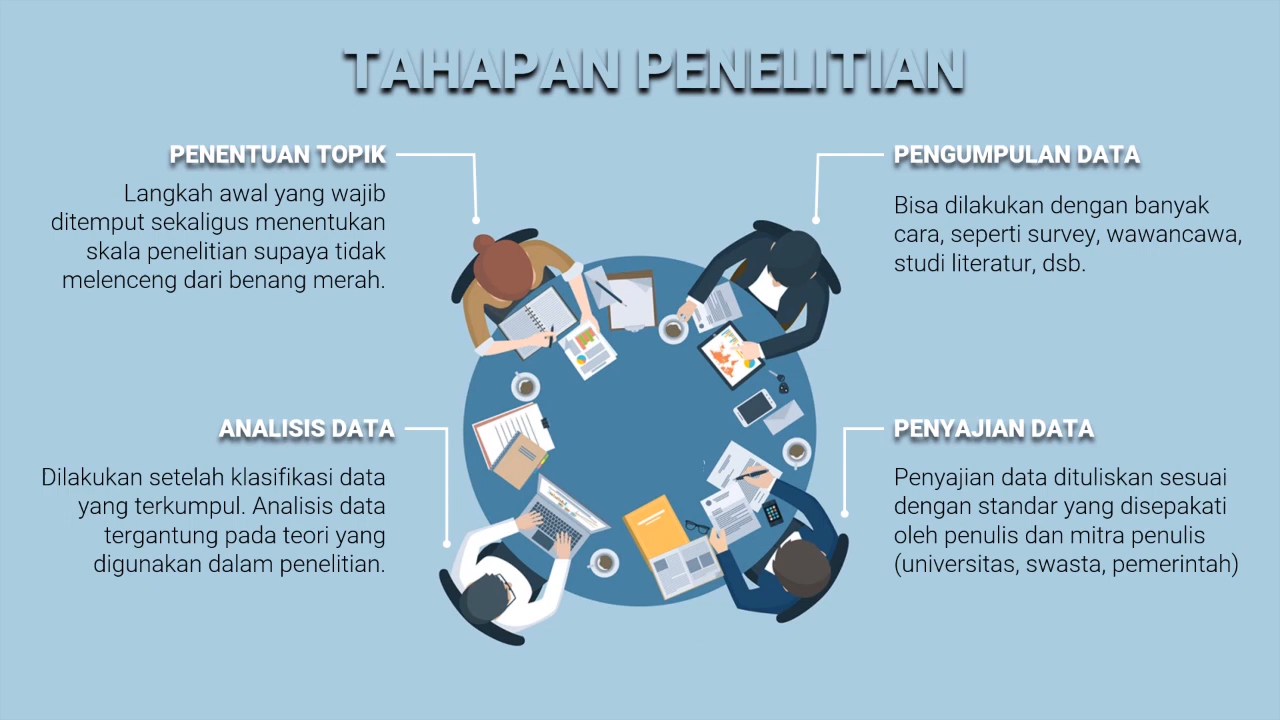 TAHAPAN PENELITIAN
PENENTUAN TOPIK
Langkah awal yang wajib
ditemput sekaligus menentukan
skala penelitian supaya tidak
melenceng dari benang merah.
PENGUMPULAN DATA
Bisa dilakukan dengan banyak
cara, seperti survey, wawancawa,
studi literatur, dsb.
ANALISIS DATA
Dilakukan setelah klasifikasi data
yang terkumpul. Analisis data
tergantung pada teori yang
digunakan dalam penelitian.
PENYAJIAN DATA
Penyajian data dituliskan sesuai
dengan standar yang disepakati
oleh penulis dan mitra penulis
(universitas, swasta, pemerintah)